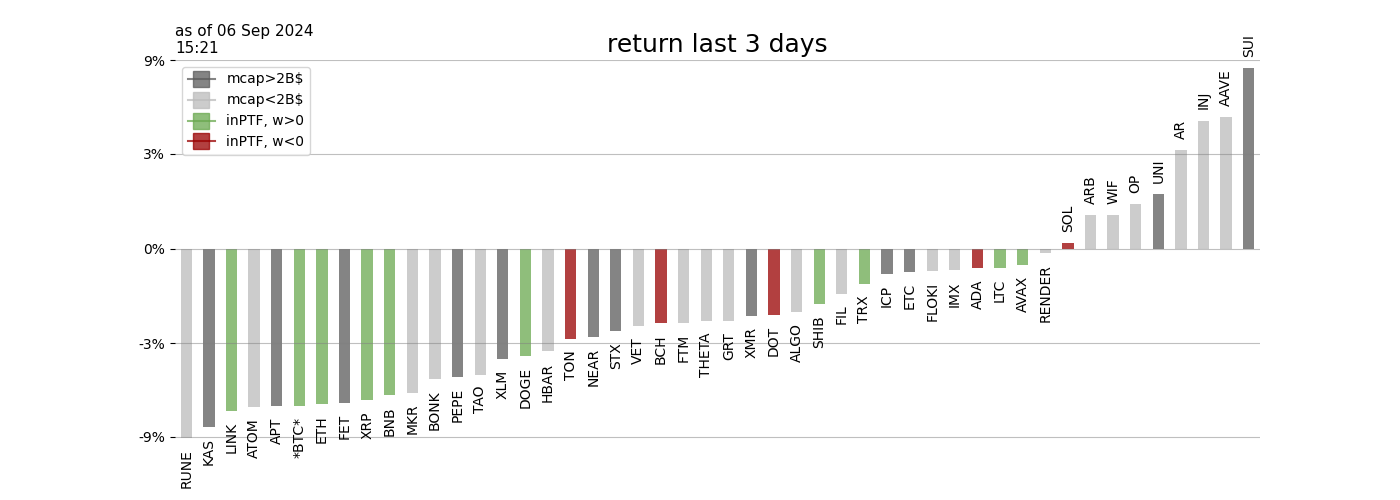 as of 06 Sep 2024
15:21
return last 3 days
mcap>2B$
mcap<2B$
inPTF, w>0
inPTF, w<0
9%
3%
0%
-3%
-9%
RUNE
KAS
LINK
ATOM
APT
*BTC*
ETH
FET
XRP
BNB
MKR
BONK
PEPE
TAO
XLM
DOGE
HBAR
TON
NEAR
STX
VET
BCH
FTM
THETA
GRT
XMR
DOT
ALGO
SHIB
FIL
TRX
ICP
ETC
FLOKI
IMX
ADA
LTC
AVAX
RENDER
SOL
ARB
WIF
OP
UNI
AR
INJ
AAVE
SUI